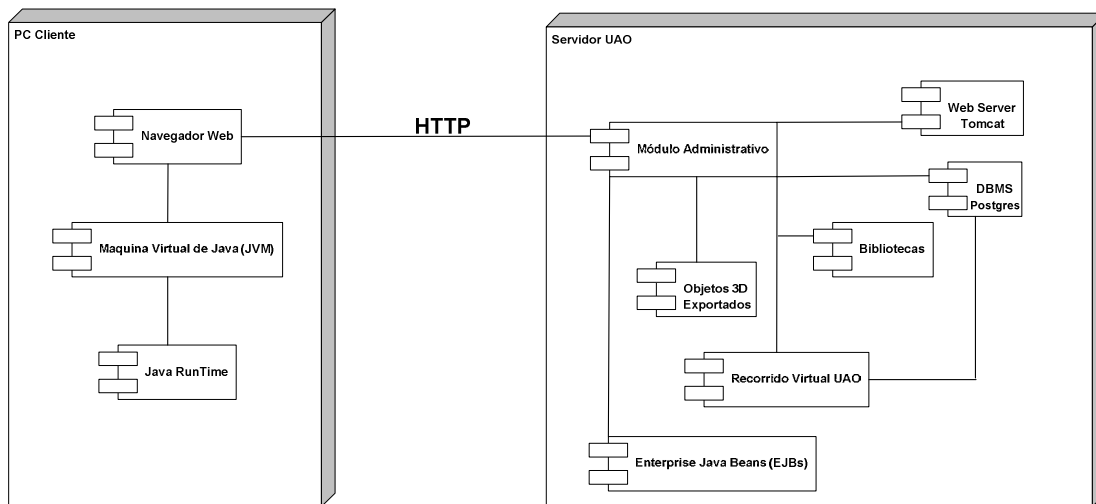 PC Cliente
Navegador Web
Maquina Virtual de Java (JVM)
Java RunTime
HTTP
Servidor UAO
Web Server
Tomcat
Módulo Administrativo
DBMS
Postgres
Bibliotecas
Objetos 3D
Exportados
Recorrido Virtual UAO
Enterprise Java Beans (EJBs)